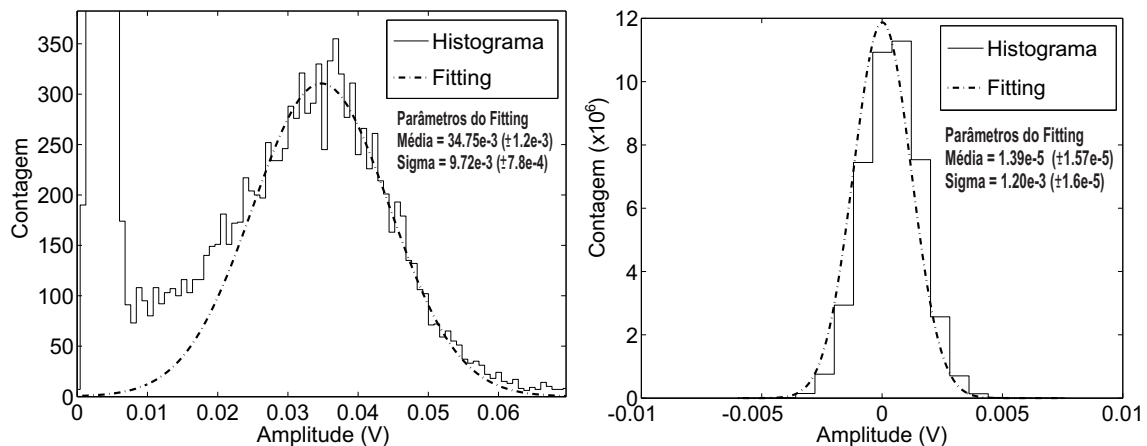 350
300
250
200
150
100
50
0
Contagem
Histograma
Fitting
Parâmetros do Fitting
Média = 34.75e-3 (±1.2e-3)
Sigma = 9.72e-3 (±7.8e-4)
0 0.01 0.02 0.03 0.04 0.05 0.06
Amplitude (V)
12
10
8
6
4
2
0
Contagem (x10⁶)
Histograma
Fitting
Parâmetros do Fitting
Média = 1.39e-5 (±1.57e-5)
Sigma = 1.20e-3 (±1.6e-5)
-0.01 -0.005 0 0.005 0.01
Amplitude (V)